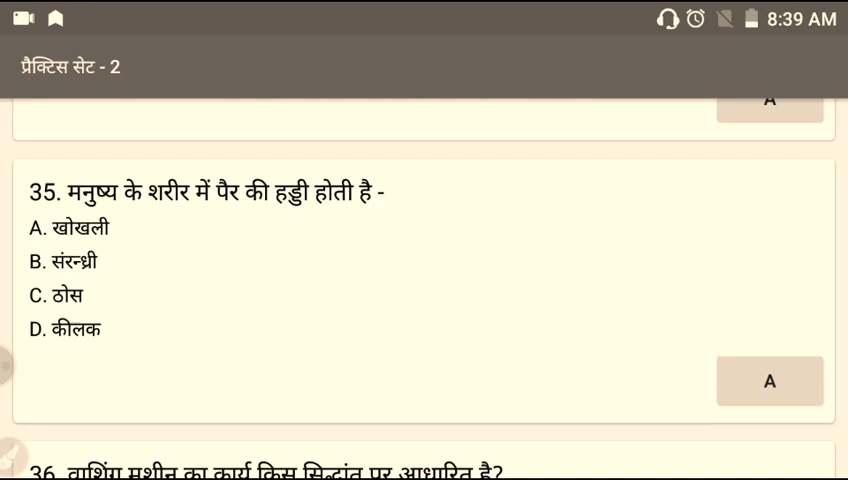 8:39 AM
प्रैक्टिस सेट - 2
A
35. मनुष्य के शरीर में पैर की हड्डी होती है -
A. खोखली
B. संरन्ध्री
C. ठोस
D. कीलक
A
36. वाशिंग मशीन का कार्य किस सिद्धांत पर आधारित है?